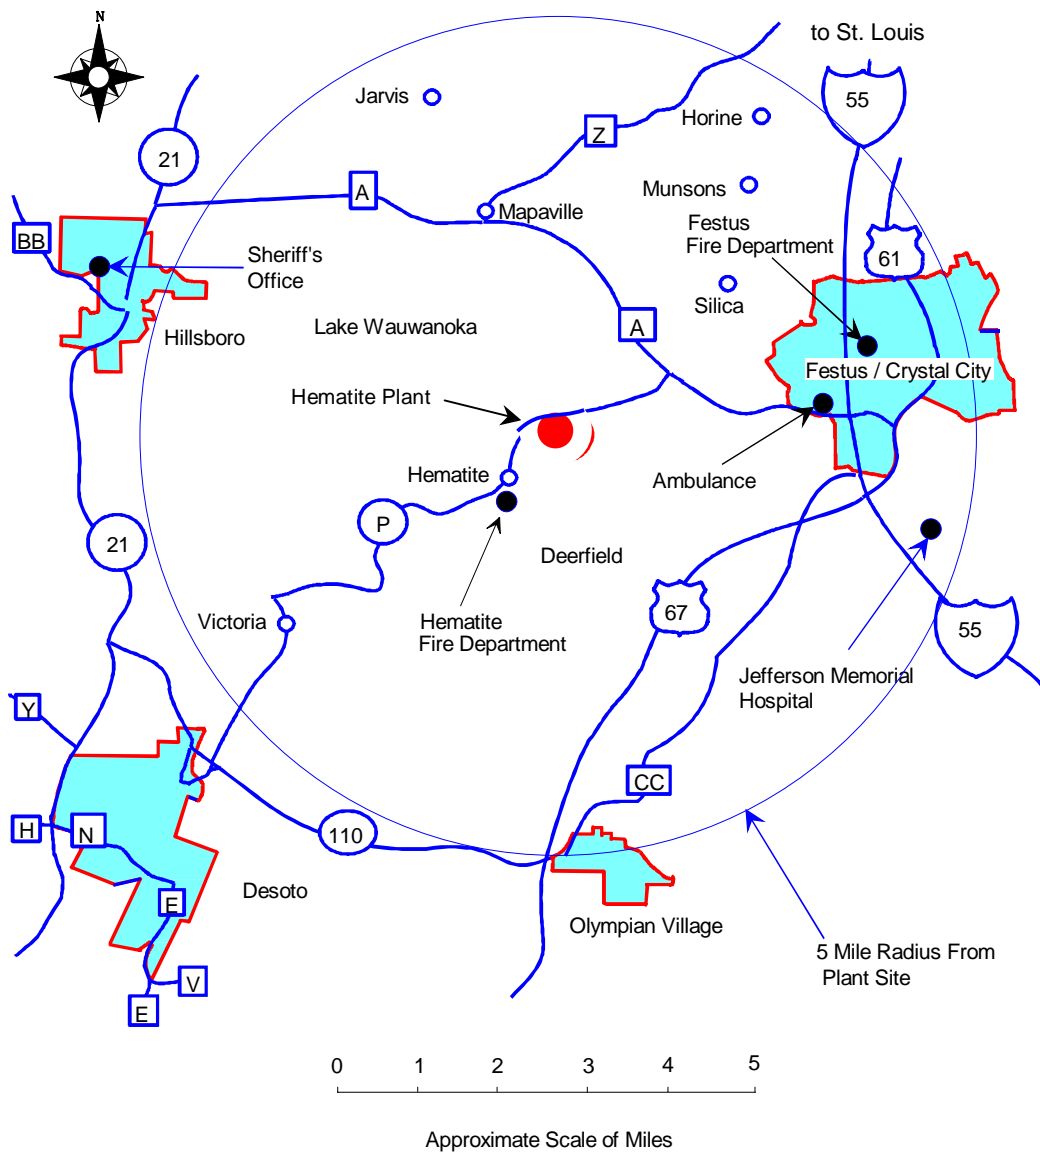 N
to St. Louis
55
Jarvis
Horine
Z
21
A
Munsons
Mapaville
Festus
Fire Department
BB
Sheriff's
Office
61
Silica
Hillsboro
Lake Wauwanoka
A
Festus / Crystal City
Hematite Plant
Hematite
Ambulance
P
21
Deerfield
Victoria
Hematite
Fire Department
67
55
Jefferson Memorial
Hospital
Y
CC
H
N
110
Desoto
E
Olympian Village
5 Mile Radius From
Plant Site
V
E
0 1 2 3 4 5
Approximate Scale of Miles